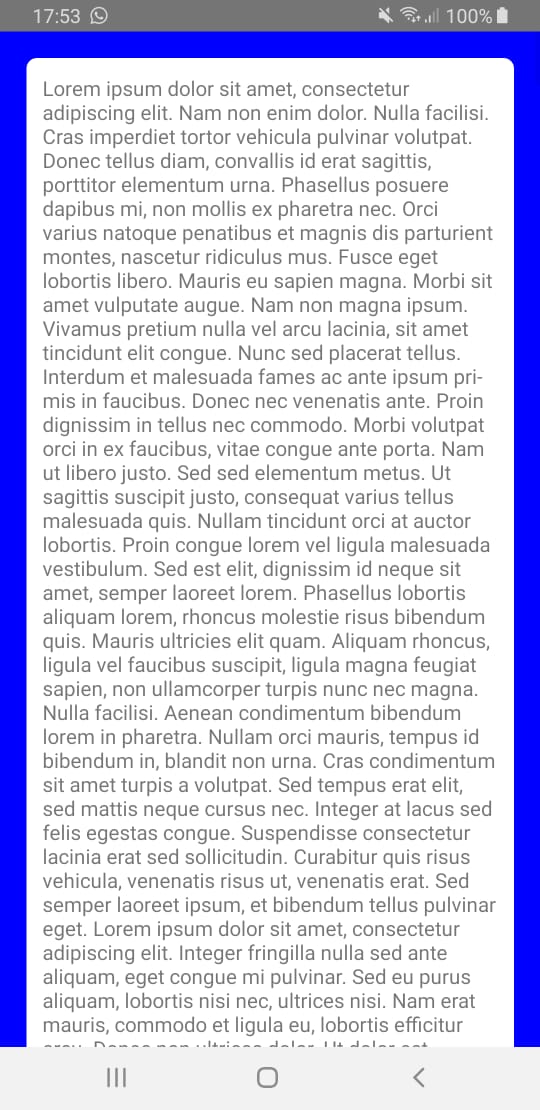 17:53
100%
Lorem ipsum dolor sit amet, consectetur
adipiscing elit. Nam non enim dolor. Nulla facilisi.
Cras imperdiet tortor vehicula pulvinar volutpat.
Donec tellus diam, convallis id erat sagittis,
porttitor elementum urna. Phasellus posuere
dapibus mi, non mollis ex pharetra nec. Orci
varius natoque penatibus et magnis dis parturient
montes, nascetur ridiculus mus. Fusce eget
lobortis libero. Mauris eu sapien magna. Morbi sit
amet vulputate augue. Nam non magna ipsum.
Vivamus pretium nulla vel arcu lacinia, sit amet
tincidunt elit congue. Nunc sed placerat tellus.
Interdum et malesuada fames ac ante ipsum pri-
mis in faucibus. Donec nec venenatis ante. Proin
dignissim in tellus nec commodo. Morbi volutpat
orci in ex faucibus, vitae congue ante porta. Nam
ut libero justo. Sed sed elementum metus. Ut
sagittis suscipit justo, consequat varius tellus
malesuada quis. Nullam tincidunt orci at auctor
lobortis. Proin congue lorem vel ligula malesuada
vestibulum. Sed est elit, dignissim id neque sit
amet, semper laoreet lorem. Phasellus lobortis
aliquam lorem, rhoncus molestie risus bibendum
quis. Mauris ultricies elit quam. Aliquam rhoncus,
ligula vel faucibus suscipit, ligula magna feugiat
sapien, non ullamcorper turpis nunc nec magna.
Nulla facilisi. Aenean condimentum bibendum
lorem in pharetra. Nullam orci mauris, tempus id
bibendum in, blandit non urna. Cras condimentum
sit amet turpis a volutpat. Sed tempus erat elit,
sed mattis neque cursus nec. Integer at lacus sed
felis egestas congue. Suspendisse consectetur
lacinia erat sed sollicitudin. Curabitur quis risus
vehicula, venenatis risus ut, venenatis erat. Sed
semper laoreet ipsum, et bibendum tellus pulvinar
eget. Lorem ipsum dolor sit amet, consectetur
adipiscing elit. Integer fringilla nulla sed ante
aliquam, eget congue mi pulvinar. Sed eu purus
aliquam, lobortis nisi nec, ultrices nisi. Nam erat
mauris, commodo et ligula eu, lobortis efficitur